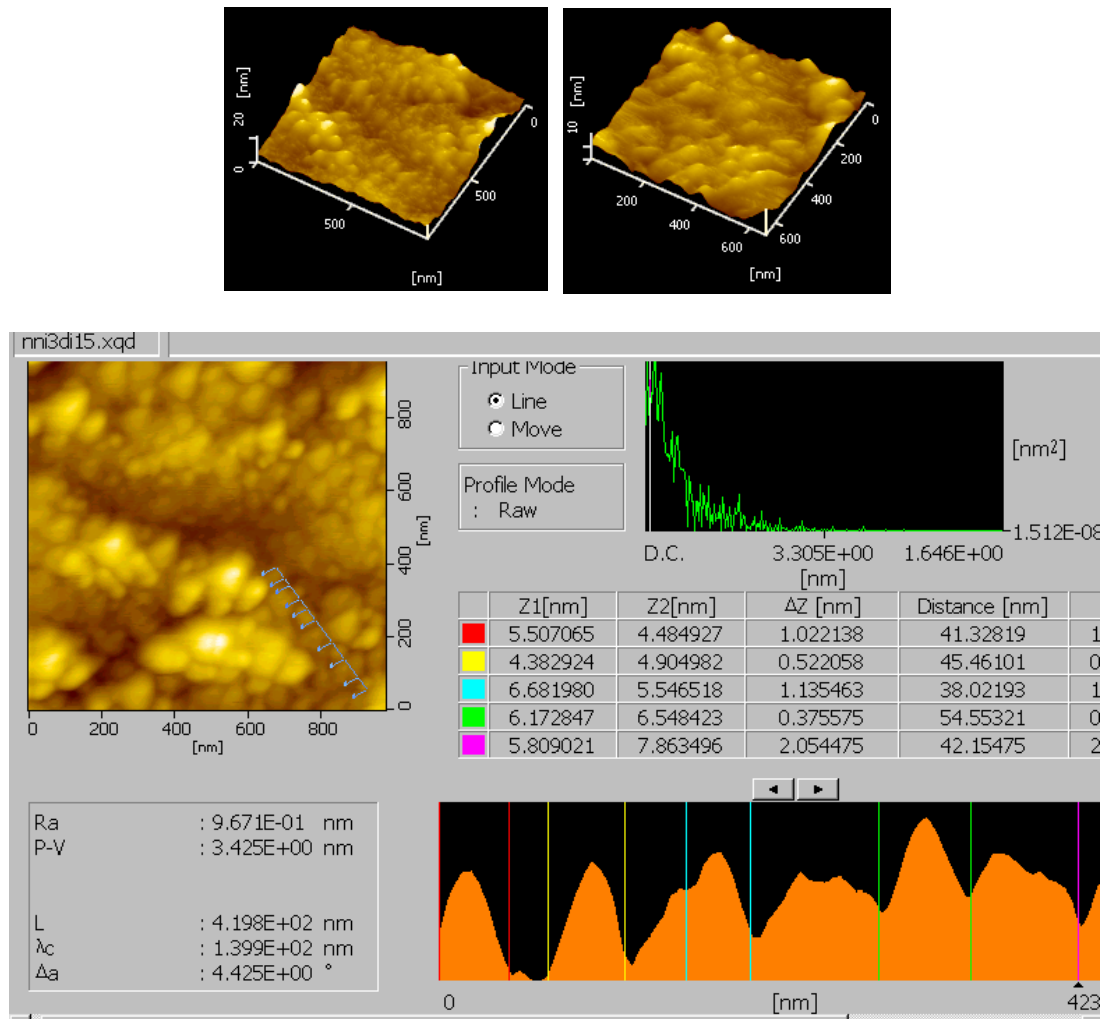 [nm]
20
0
500
[nm]
500
0
[nm]
10
200
400
600
[nm]
600
400
200
0
nni3di15.xqd
Input Mode
Line
Move
Profile Mode
: Raw
800
600
400
200
0
[nm]
0 200 400 600 800
[nm]
[nm²]
1.512E-08
D.C. 3.305E+00 1.646E+00
[nm]
Z1[nm] Z2[nm] ΔZ [nm] Distance [nm]
5.507065 4.484927 1.022138 41.32819 1
4.382924 4.904982 0.522058 45.46101 0
6.681980 5.546518 1.135463 38.02193 1
6.172847 6.548423 0.375575 54.55321 0
5.809021 7.863496 2.054475 42.15475 2
Ra : 9.671E-01 nm
P-V : 3.425E+00 nm
L : 4.198E+02 nm
λc : 1.399E+02 nm
Δa : 4.425E+00 °
0 [nm] 423